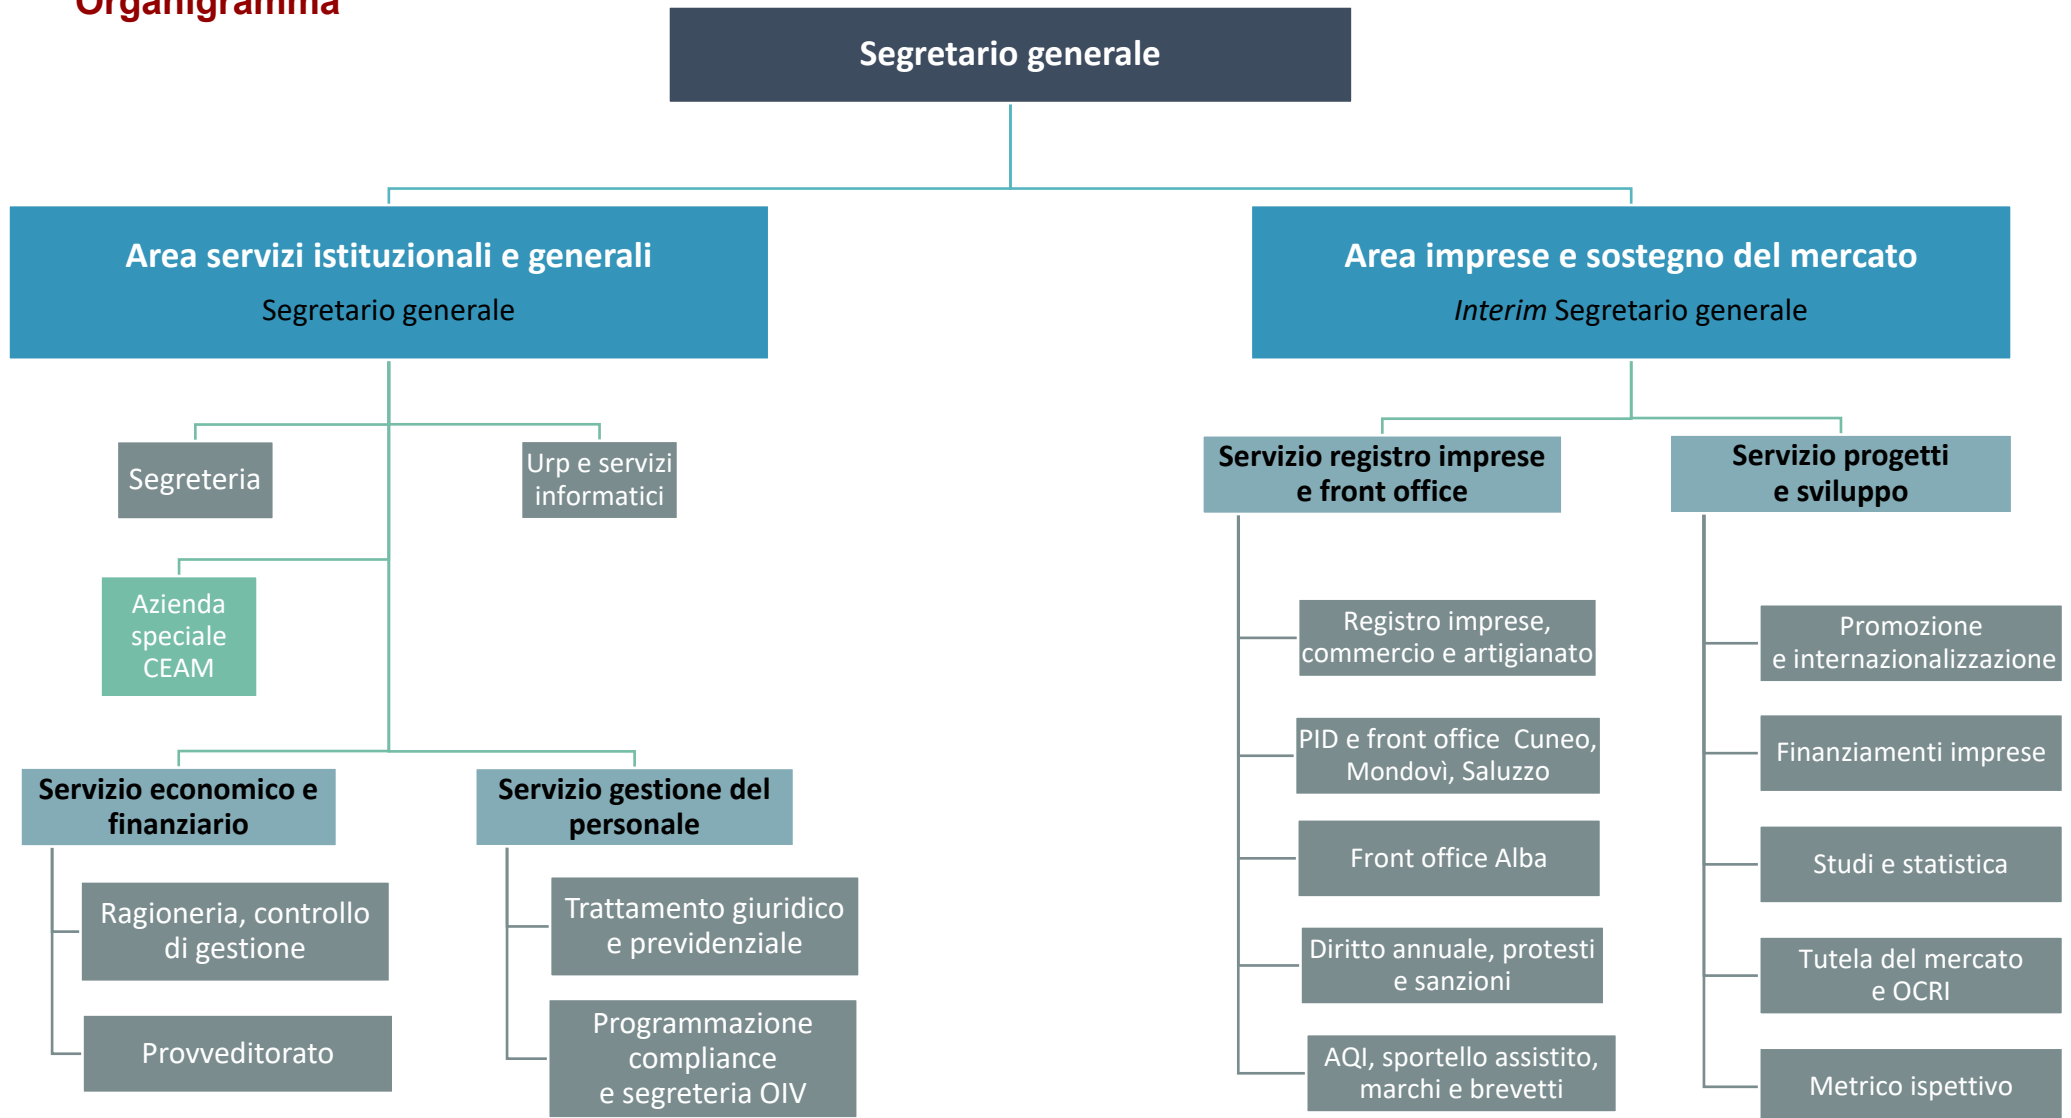 Organigramma
Segretario generale
Area servizi istituzionali e generali
Segretario generale
Area imprese e sostegno del mercato
Interim Segretario generale
Segreteria
Urp e servizi
informatici
Azienda
speciale
CEAM
Servizio economico e
finanziario
Ragioneria, controllo
di gestione
Provveditorato
Servizio gestione del
personale
Trattamento giuridico
e previdenziale
Programmazione
compliance
e segreteria OIV
Servizio registro imprese
e front office
Registro imprese,
commercio e artigianato
PID e front office  Cuneo,
Mondovì, Saluzzo
Front office Alba
Diritto annuale, protesti
e sanzioni
AQI, sportello assistito,
marchi e brevetti
Servizio progetti
e sviluppo
Promozione
e internazionalizzazione
Finanziamenti imprese
Studi e statistica
Tutela del mercato
e OCRI
Metrico ispettivo